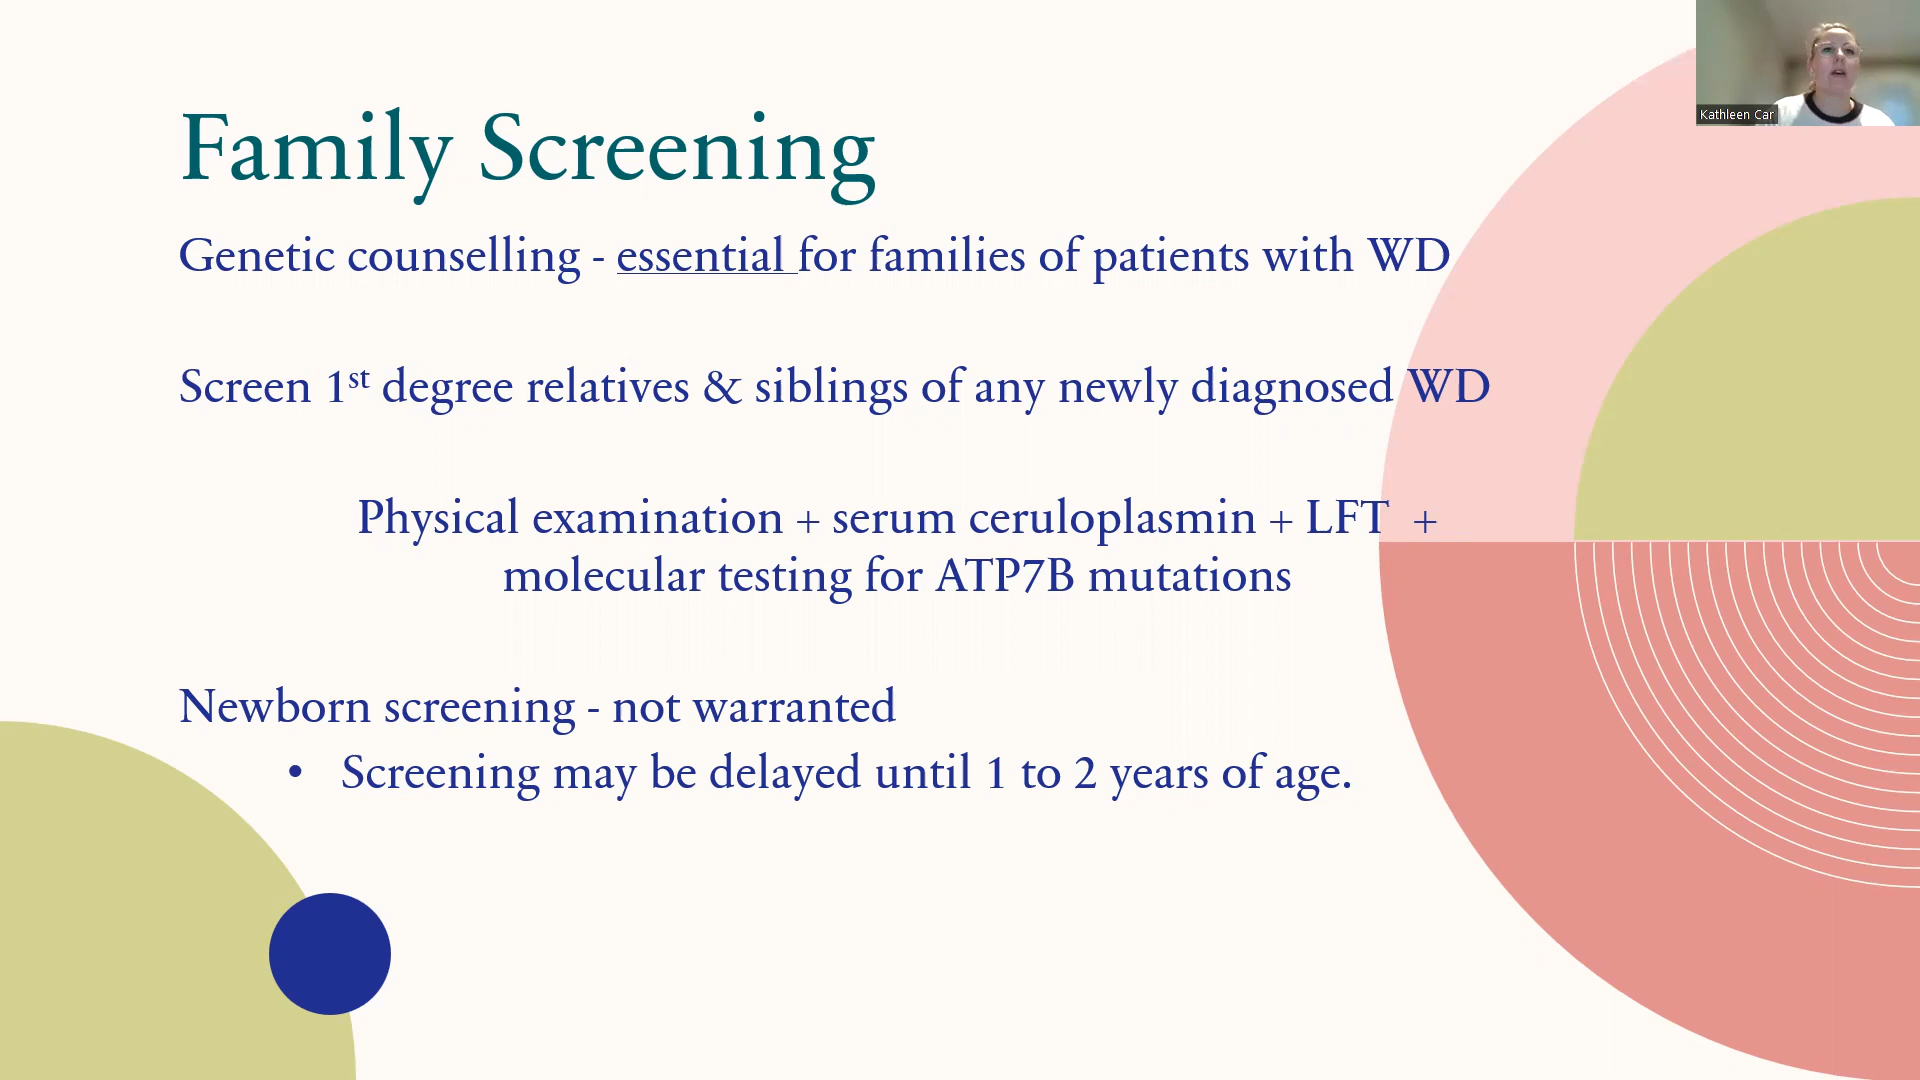 Kathleen Car
Family Screening
Genetic counselling - essential for families of patients with WD
Screen 1st degree relatives & siblings of any newly diagnosed WD
Physical examination + serum ceruloplasmin + LFT +
molecular testing for ATP7B mutations
Newborn screening - not warranted
• Screening may be delayed until 1 to 2 years of age.